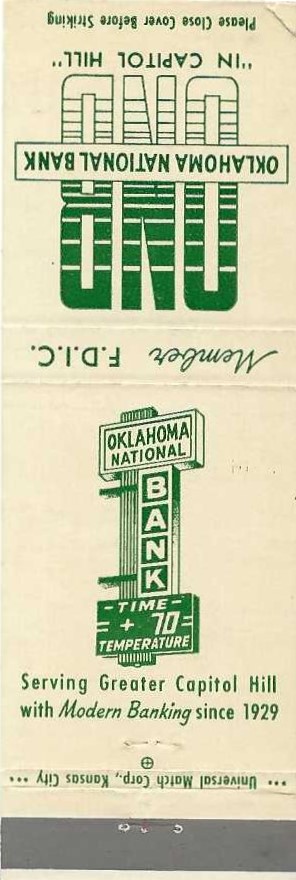 Please Close Cover Before Striking
"IN CAPITOL HILL"
ONB
OKLAHOMA NATIONAL BANK
Member F.D.I.C.
OKLAHOMA
NATIONAL
BANK
-TIME-
+ 70
TEMPERATURE
Serving Greater Capitol Hill
with Modern Banking since 1929
*** Universal Match Corp., Kansas City ***